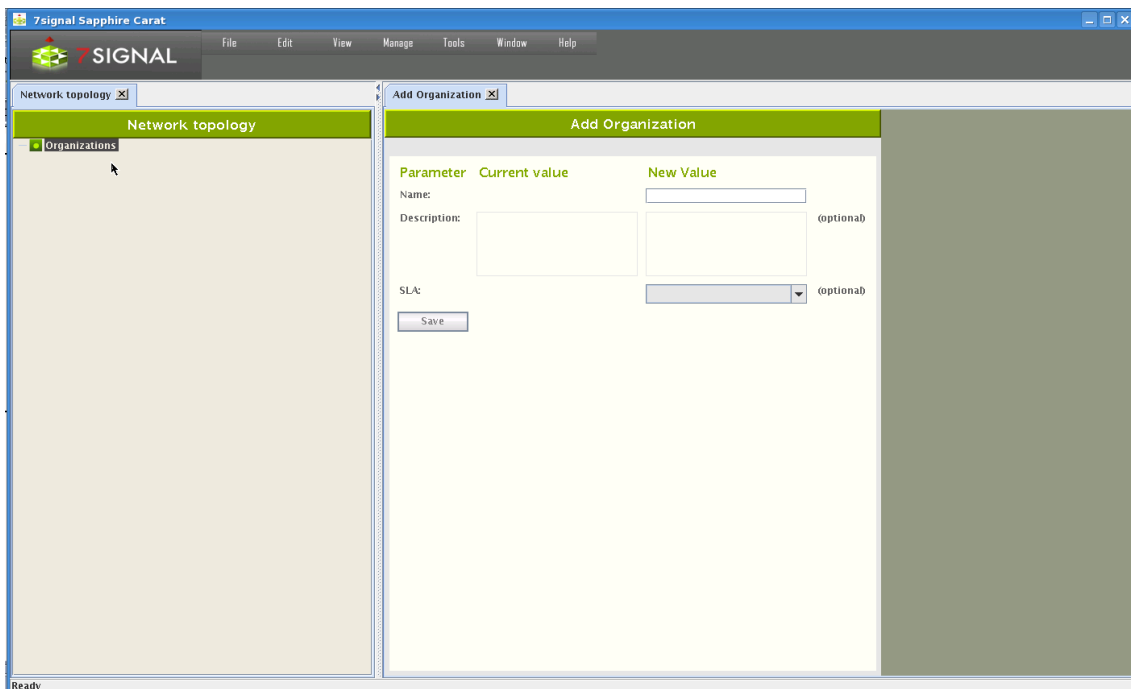 7signal Sapphire Carat
7SIGNAL
File Edit View Manage Tools Window Help
Network topology
Add Organization
Network topology
Add Organization
Organizations
Parameter Current value New Value
Name:
Description: (optional)
SLA: (optional)
Save
Ready